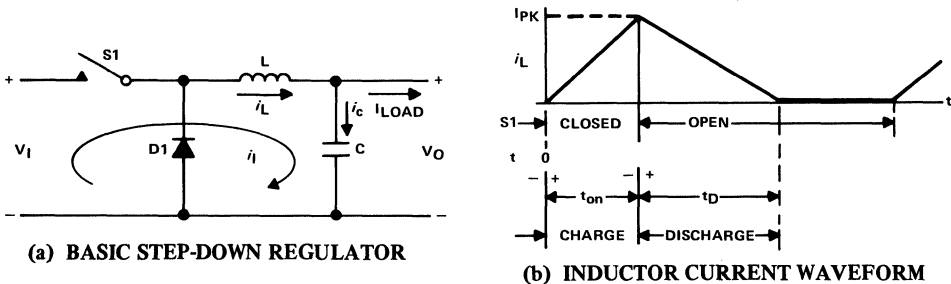 S1
+
L
+
iL
ic
ILOAD
VI
D1
iI
C
VO
−
−
(a) BASIC STEP-DOWN REGULATOR
IPK
iL
t
S1 CLOSED OPEN
t 0
− + − +
ton tD
CHARGE DISCHARGE
(b) INDUCTOR CURRENT WAVEFORM